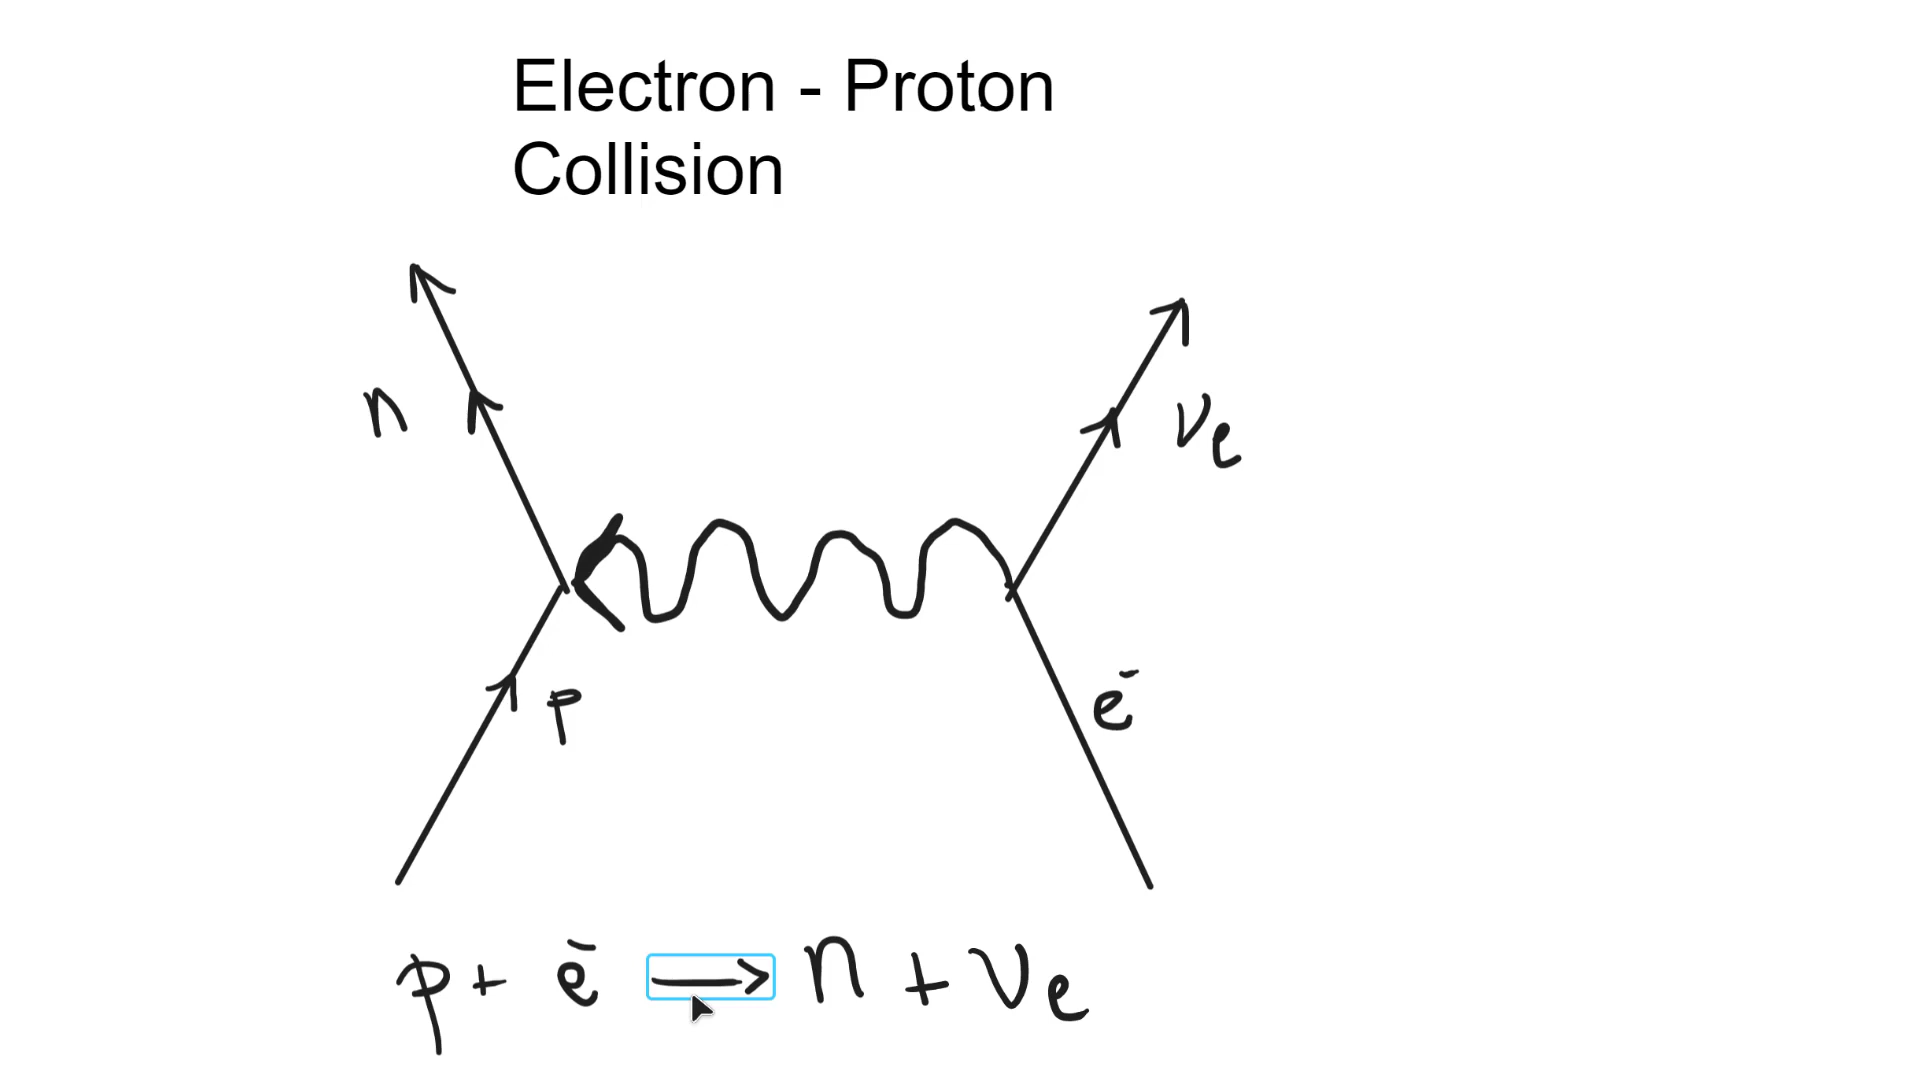 Electron - Proton
Collision
n
νe
p
e⁻
p + e⁻ → n + νe